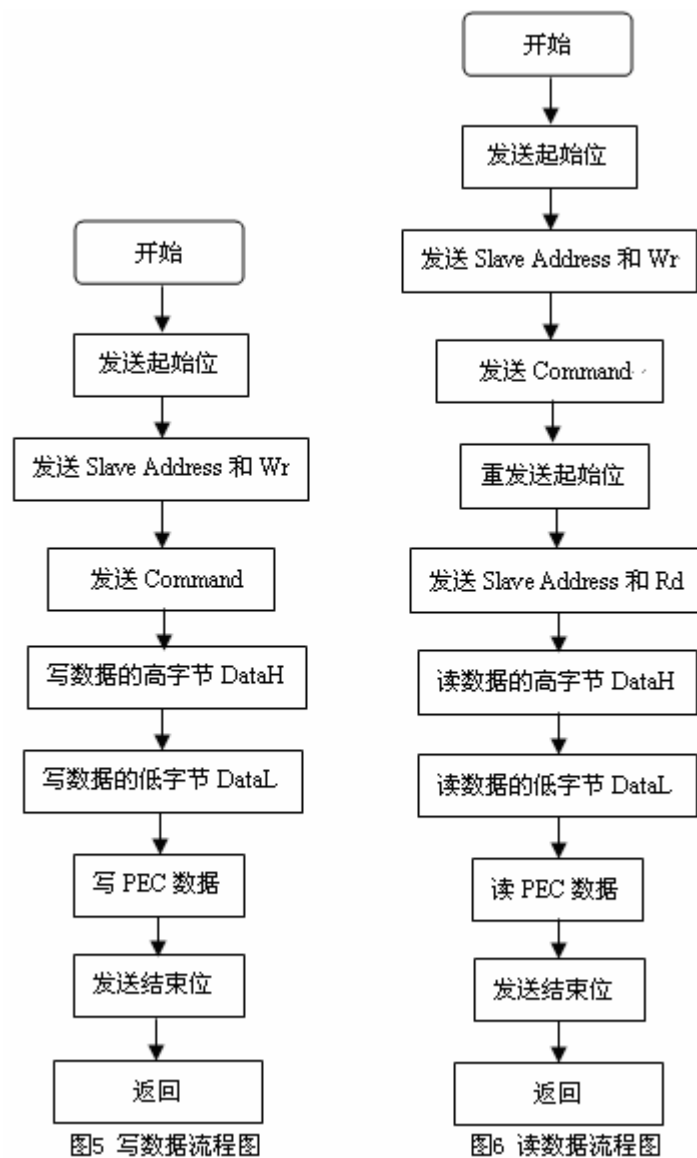 开始
发送起始位
发送 Slave Address 和 Wr
发送 Command
写数据的高字节 DataH
写数据的低字节 DataL
写 PEC 数据
发送结束位
返回
图5 写数据流程图
开始
发送起始位
发送 Slave Address 和 Wr
发送 Command
重发送起始位
发送 Slave Address 和 Rd
读数据的高字节 DataH
读数据的低字节 DataL
读 PEC 数据
发送结束位
返回
图6 读数据流程图